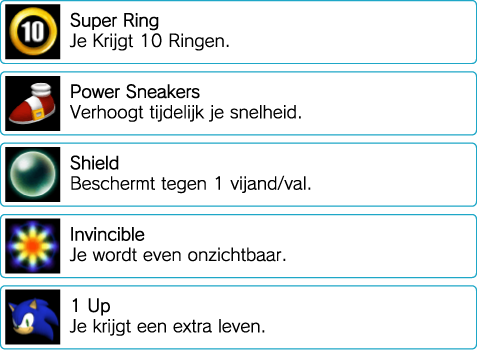 10
Super Ring
Je Krijgt 10 Ringen.
Power Sneakers
Verhoogt tijdelijk je snelheid.
Shield
Beschermt tegen 1 vijand/val.
Invincible
Je wordt even onzichtbaar.
1 Up
Je krijgt een extra leven.